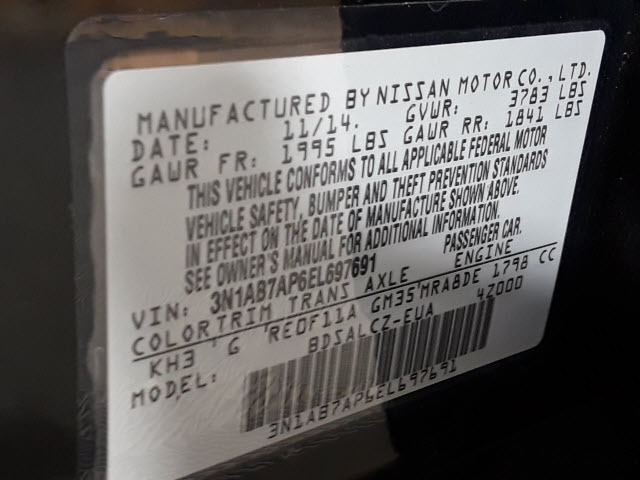 MANUFACTURED BY NISSAN MOTOR CO., LTD.
DATE: 11/14. GVWR: 3783 LBS
GAWR FR: 1995 LBS GAWR RR: 1841 LBS
THIS VEHICLE CONFORMS TO ALL APPLICABLE FEDERAL MOTOR
VEHICLE SAFETY, BUMPER AND THEFT PREVENTION STANDARDS
IN EFFECT ON THE DATE OF MANUFACTURE SHOWN ABOVE.
SEE OWNER'S MANUAL FOR ADDITIONAL INFORMATION.
VIN: 3N1AB7AP6EL697691 PASSENGER CAR.
COLOR TRIM TRANS AXLE ENGINE
KH3 ' G 'RE0F11A GM35'MRA8DE 1798 CC
MODEL: BDSALCZ-EUA 4Z000
3N1AB7AP6EL697691